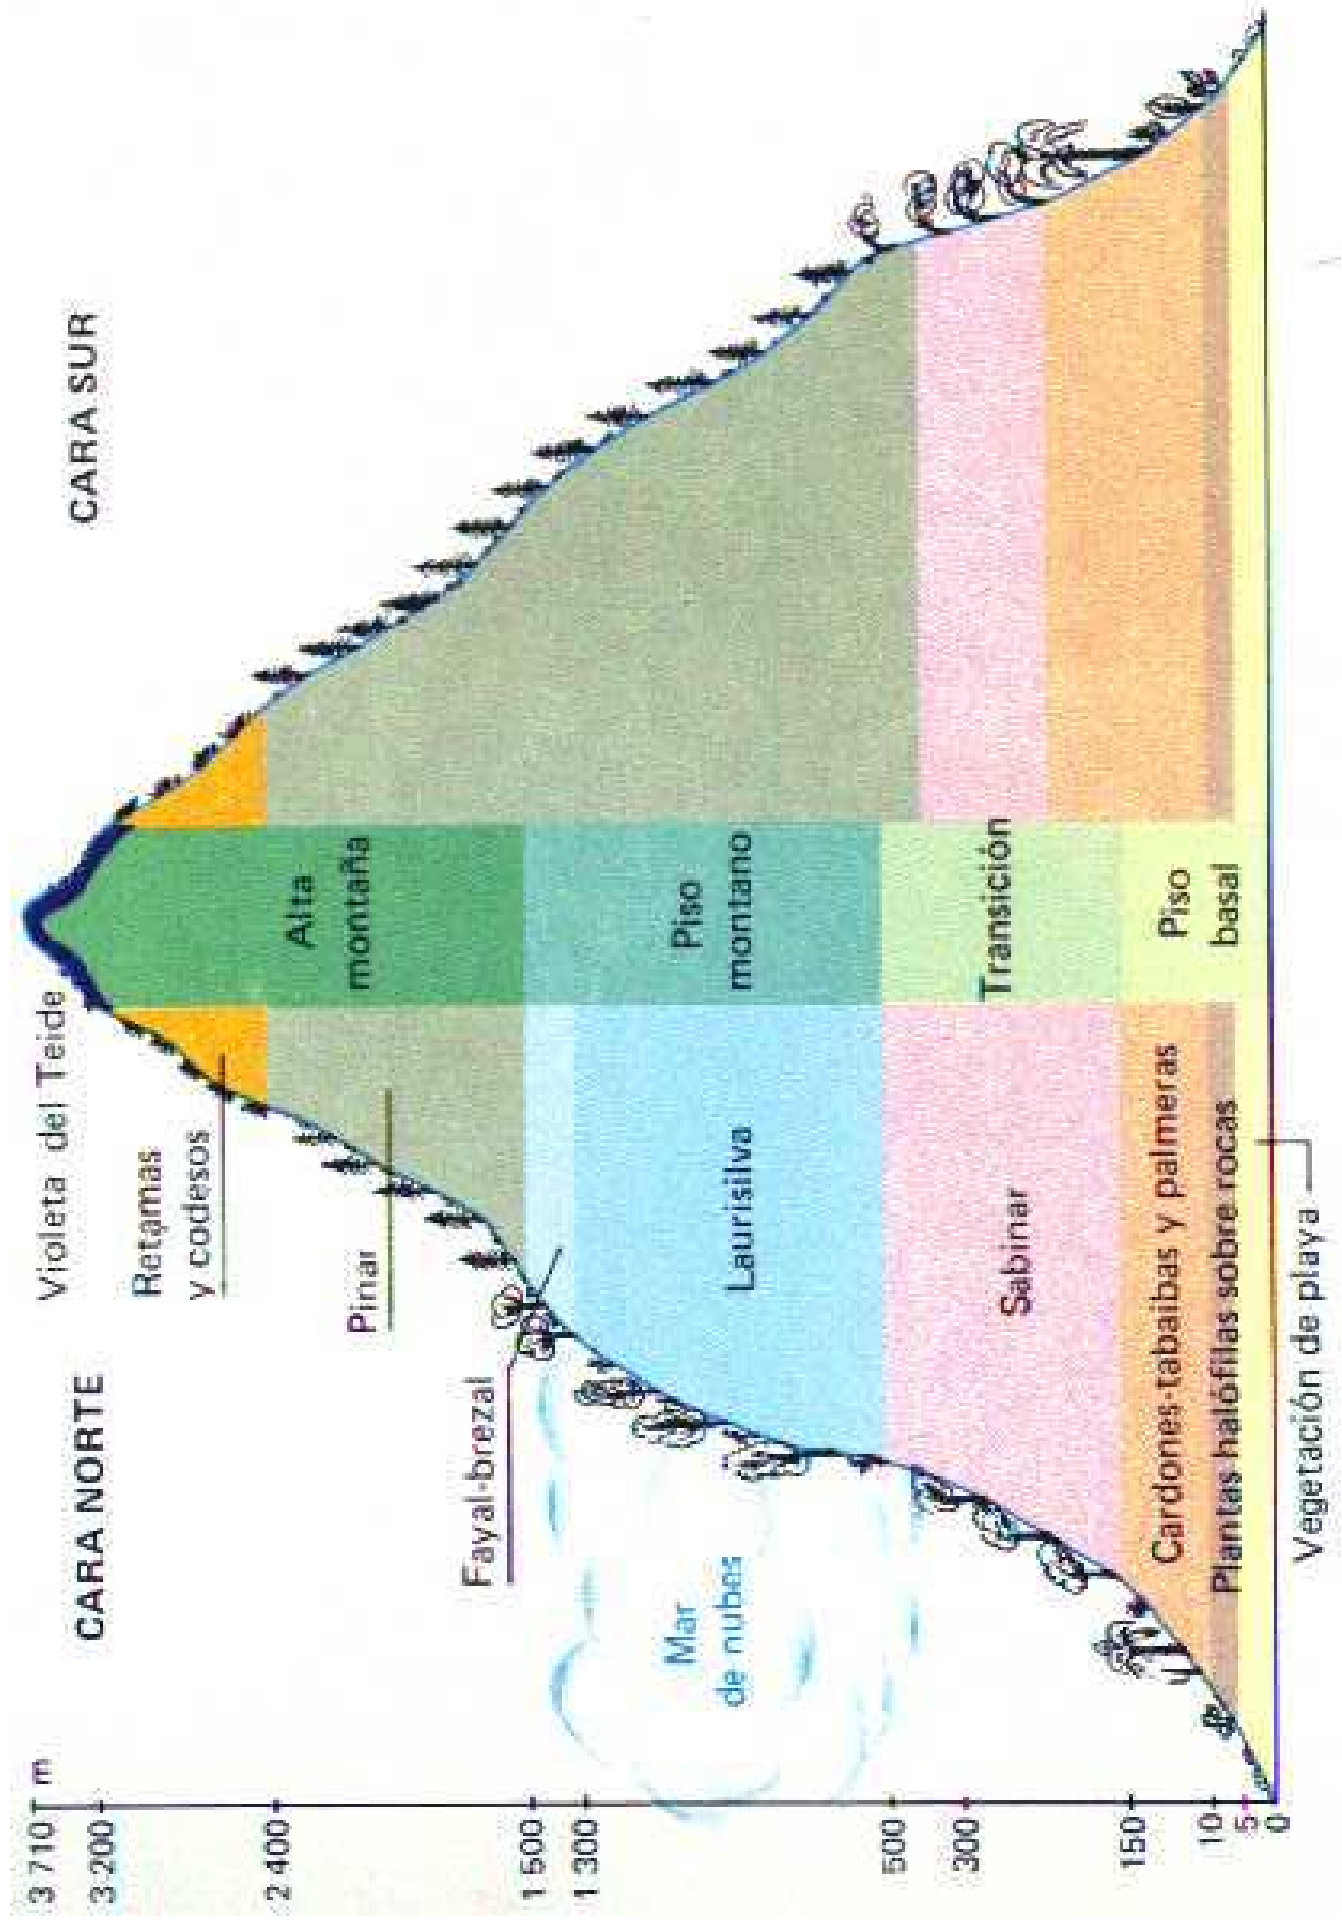 CARA NORTE
CARA SUR
3 710 m
3 200
2 400
1 500
1 300
500
300
150
10
5
0
Violeta del Teide
Retamas
y codesos
Pinar
Fayal-brezal
Mar
de nubes
Laurisilva
Sabinar
Cardones-tabaibas y palmeras
Plantas halófilas sobre rocas
Vegetación de playa
Alta
montaña
Piso
montano
Transición
Piso
basal